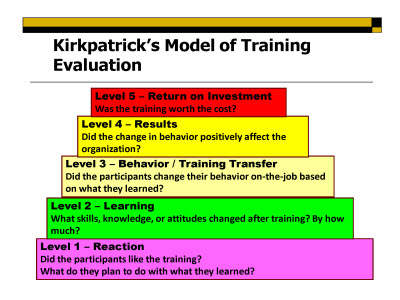 Kirkpatrick's Model of Training
Evaluation
Level 5 – Return on Investment
Was the training worth the cost?
Level 4 – Results
Did the change in behavior positively affect the
organization?
Level 3 – Behavior / Training Transfer
Did the participants change their behavior on-the-job based
on what they learned?
Level 2 – Learning
What skills, knowledge, or attitudes changed after training? By how
much?
Level 1 – Reaction
Did the participants like the training?
What do they plan to do with what they learned?